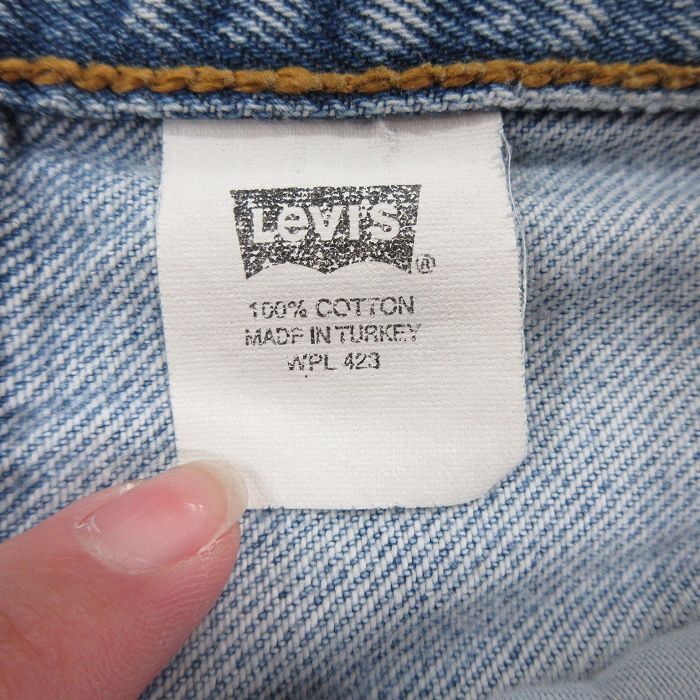 LEVI'S ®
100% COTTON
MADE IN TURKEY
WPL 423